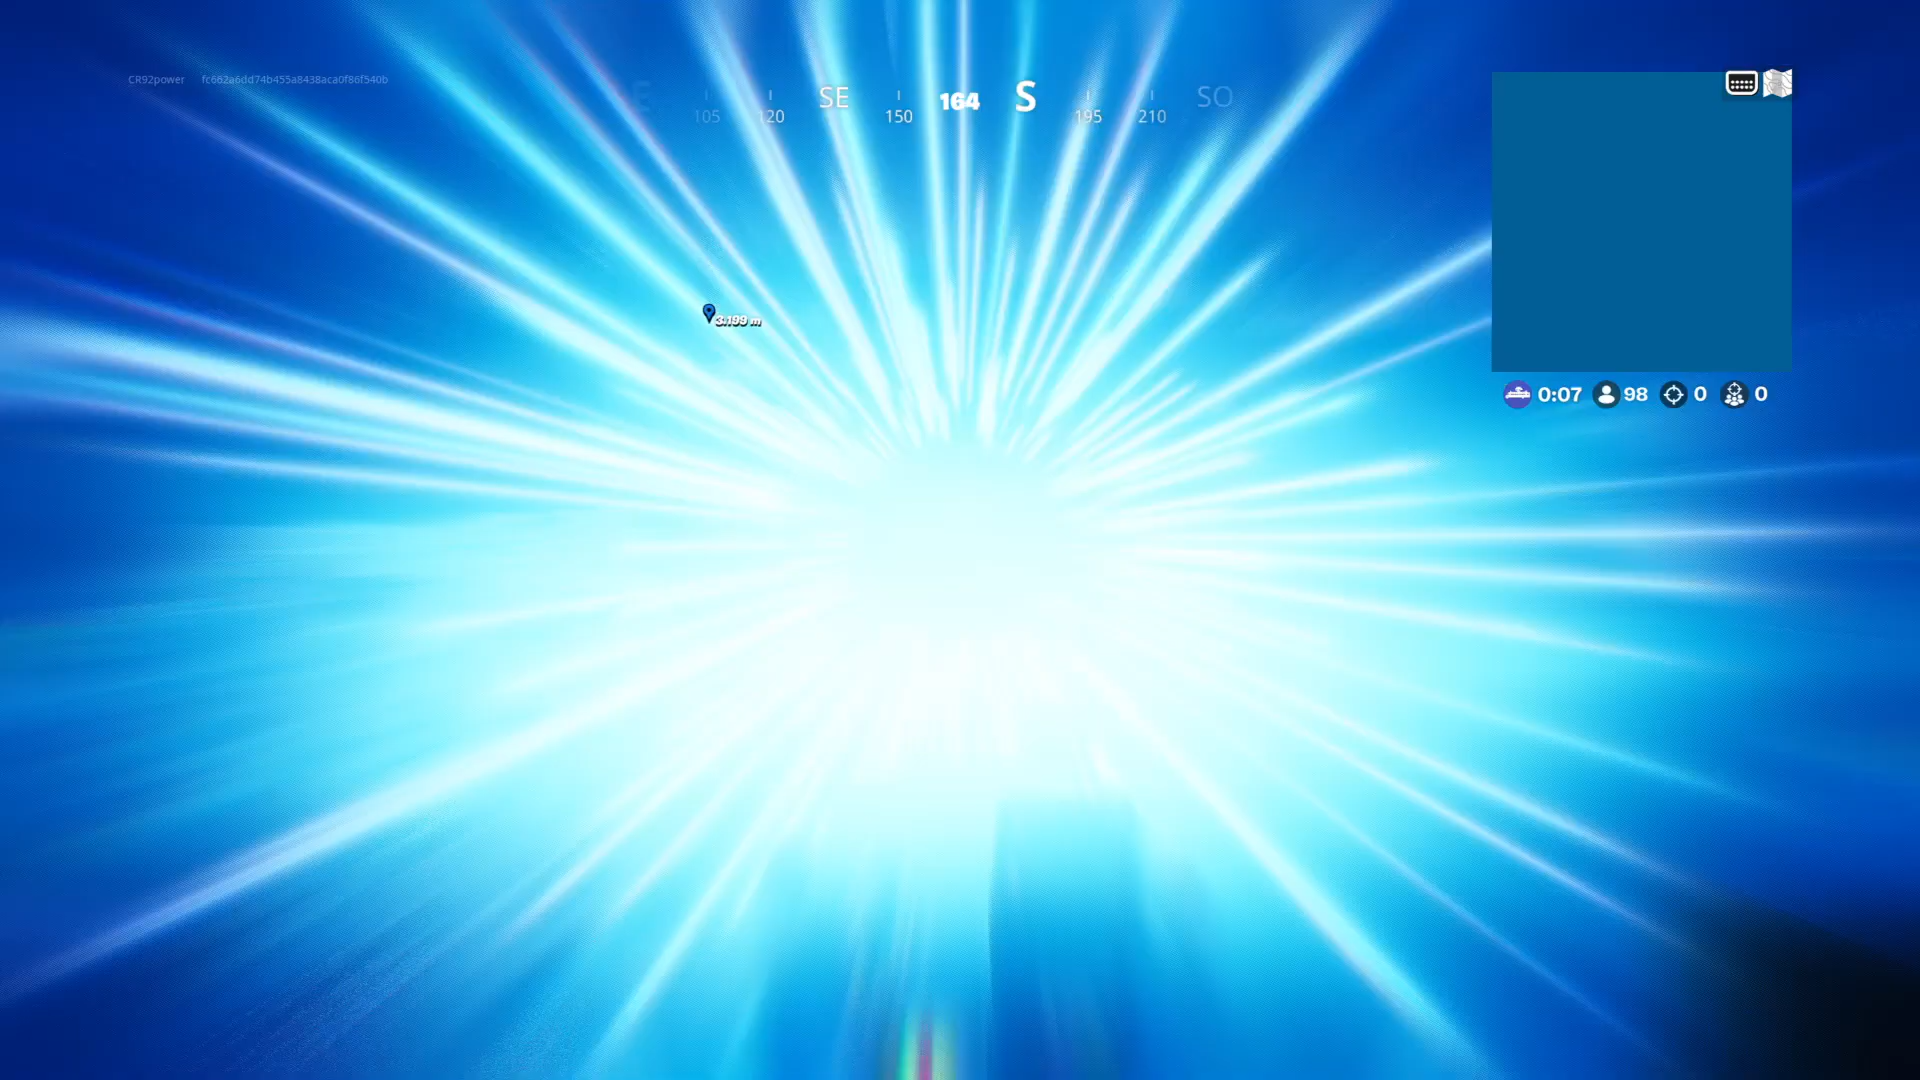 CR92power fc662a6dd74b455a8438aca0f86f540b
E SE 164 S SO
105 120 150 195 210
3.199 m
0:07 98 0 0